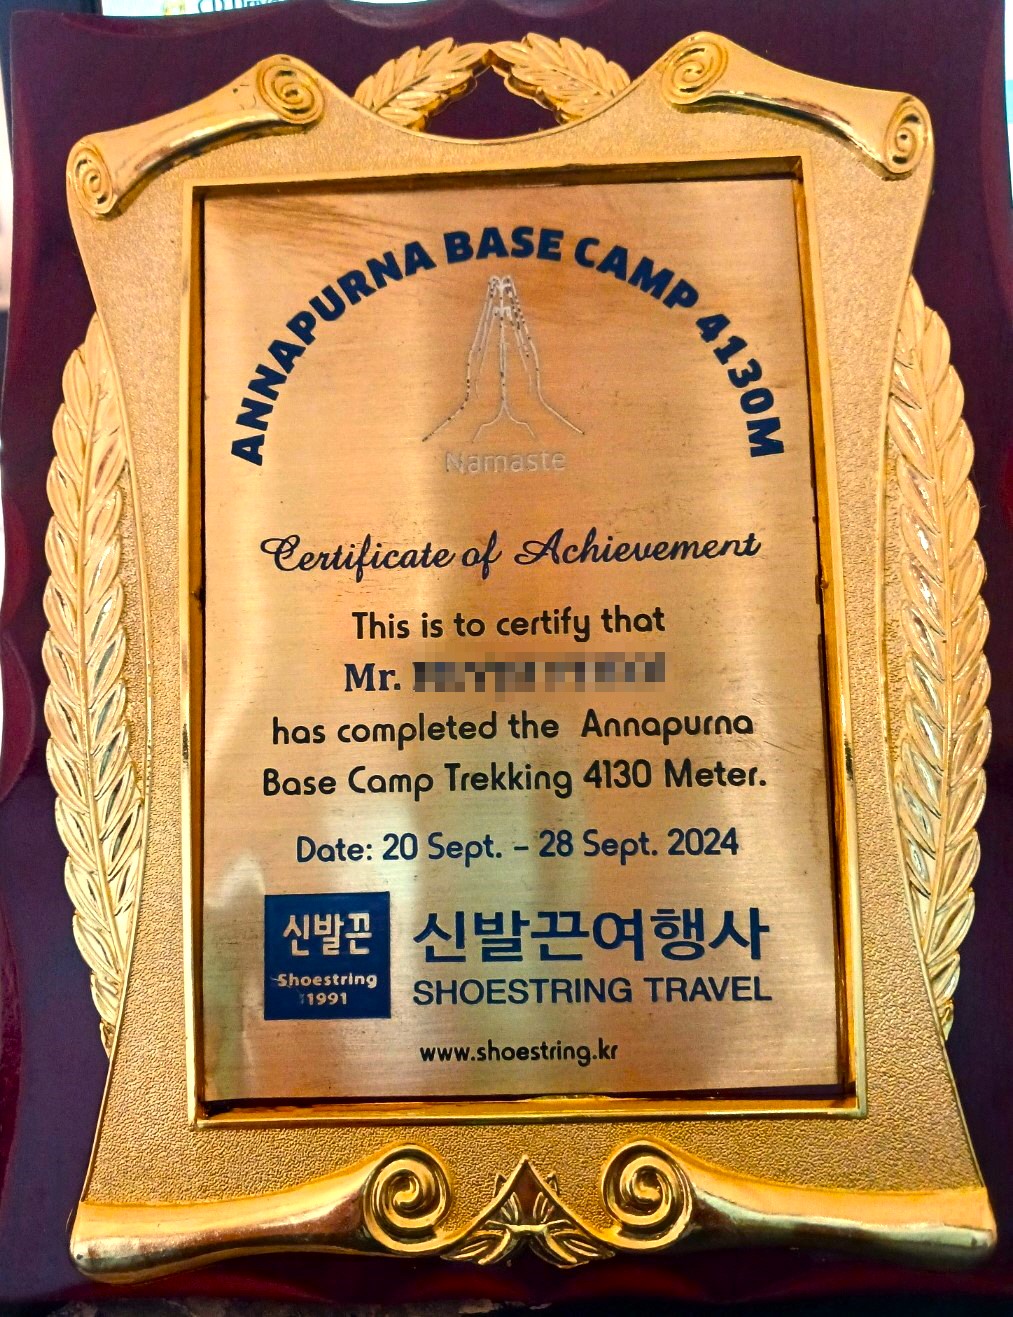 ANNAPURNA BASE CAMP 4130M
Namaste
Certificate of Achievement
This is to certify that
Mr.
has completed the Annapurna
Base Camp Trekking 4130 Meter.
Date: 20 Sept. – 28 Sept. 2024
신발끈
Shoestring
1991
신발끈여행사
SHOESTRING TRAVEL
www.shoestring.kr